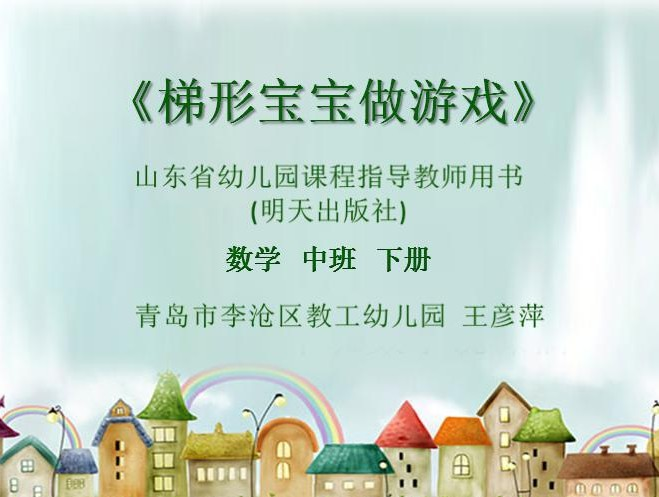 《梯形宝宝做游戏》
山东省幼儿园课程指导教师用书
(明天出版社)
数学 中班 下册
青岛市李沧区教工幼儿园 王彦萍